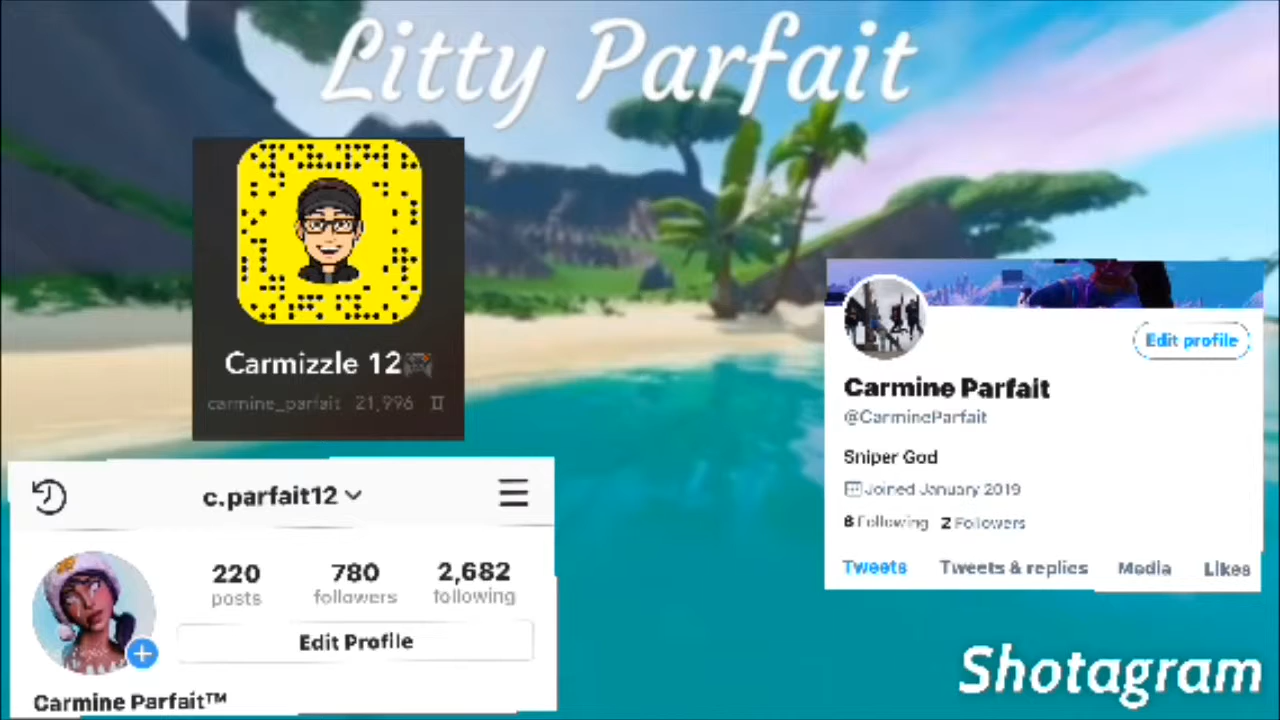 Litty Parfait
Carmizzle 12
carmine_parfait 21,996 ♊
c.parfait12
220 780 2,682
posts followers following
Edit Profile
Carmine Parfait™
Edit profile
Carmine Parfait
@CarmineParfait
Sniper God
Joined January 2019
8 Following 2 Followers
Tweets Tweets & replies Media Likes
Shotagram